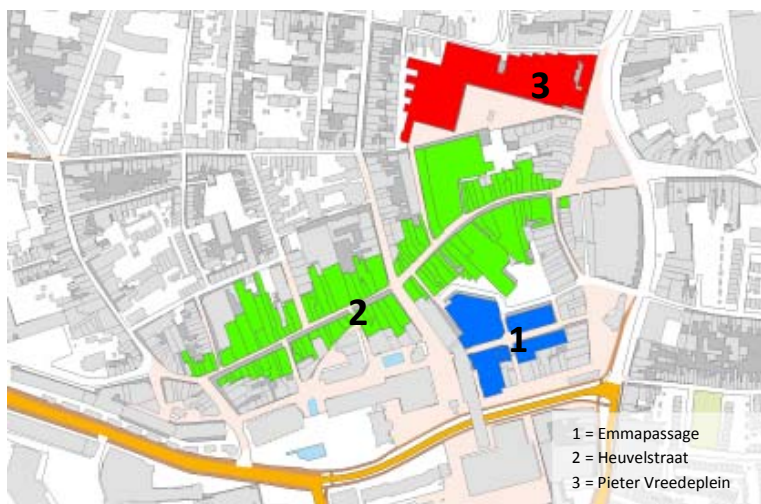 3
2
1
1 = Emmapassage
2 = Heuvelstraat
3 = Pieter Vreedeplein